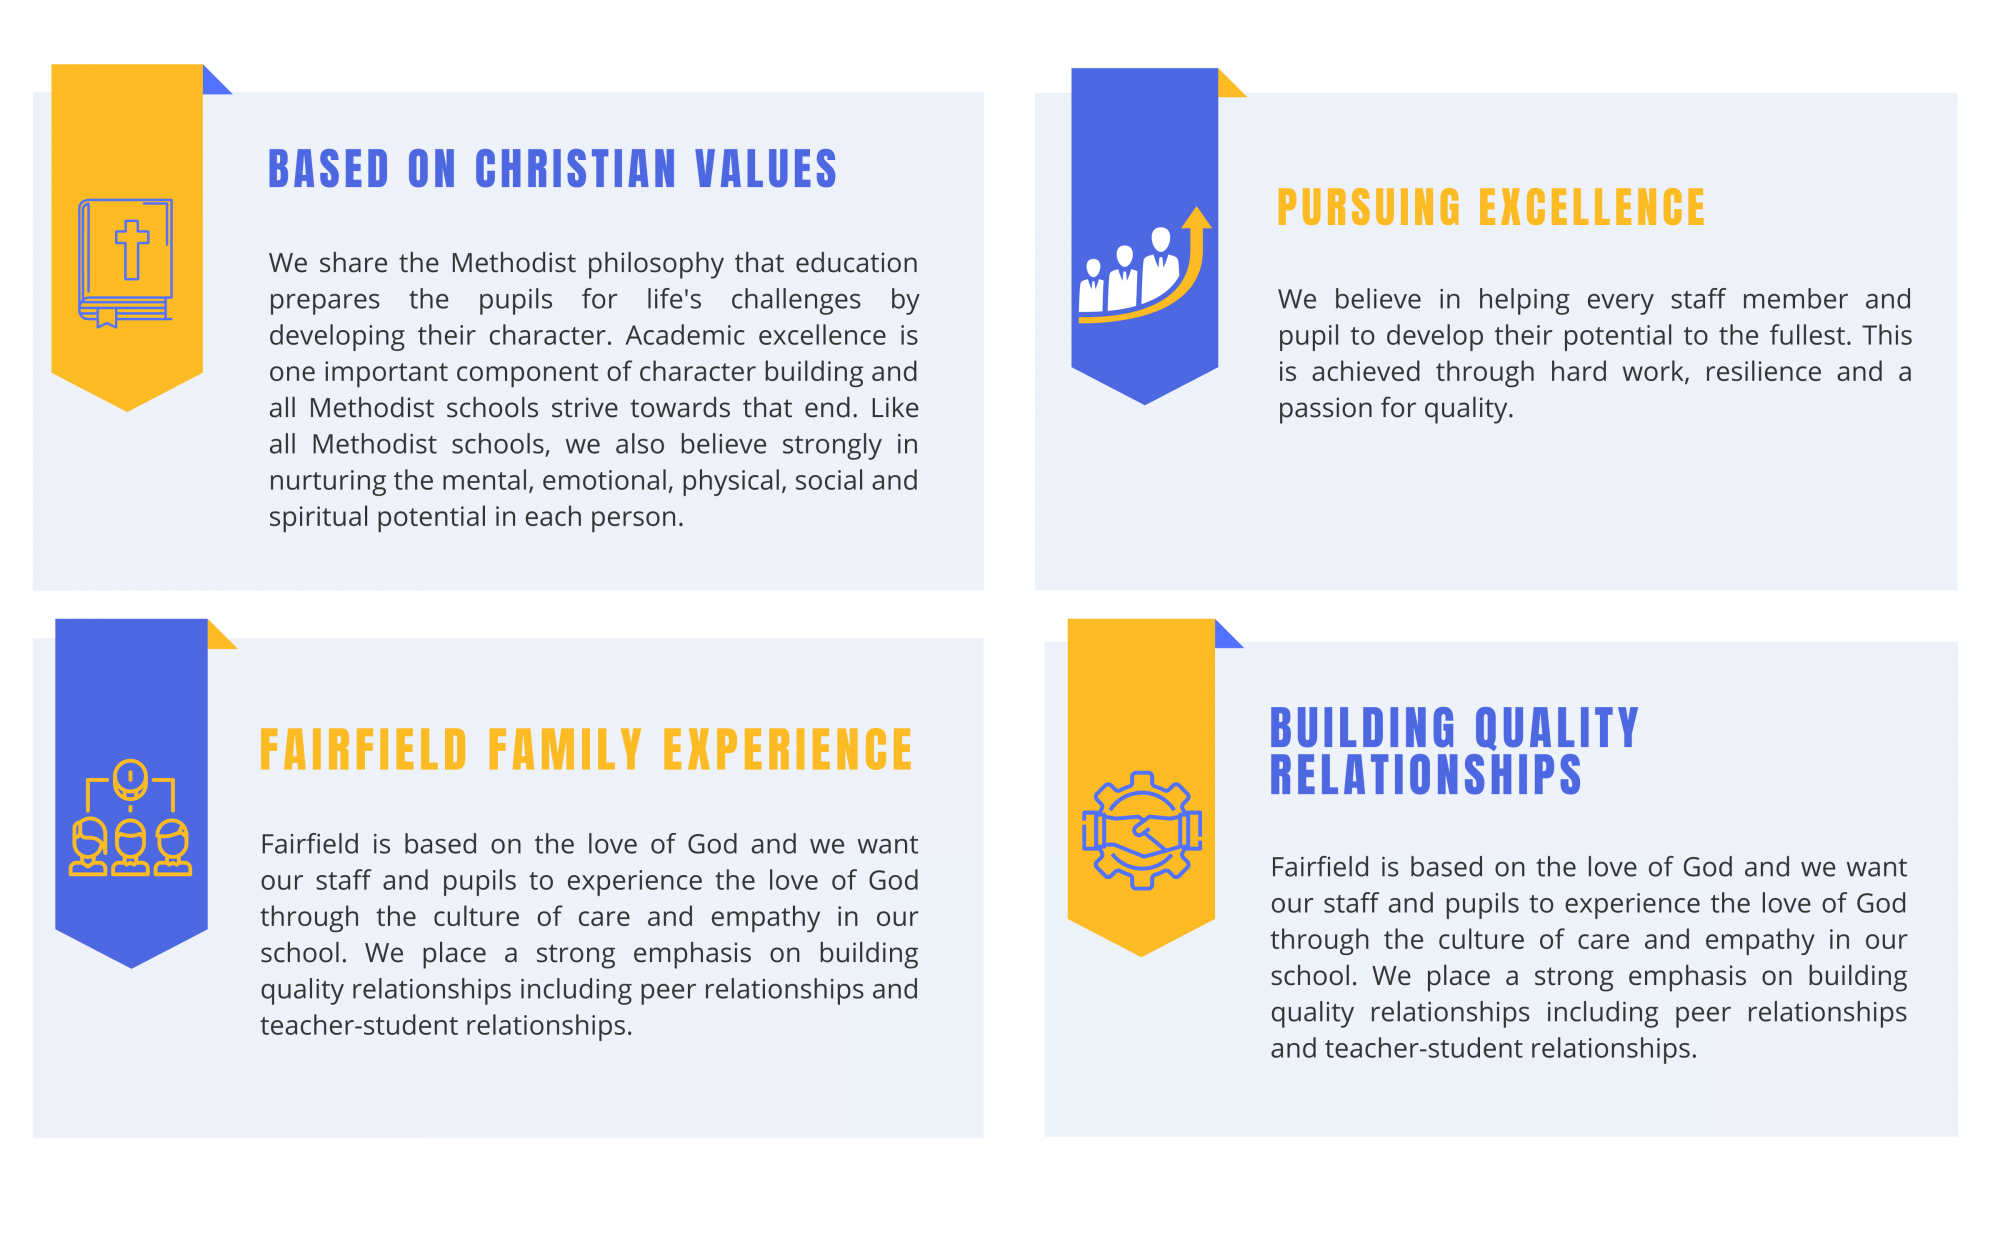 BASED ON CHRISTIAN VALUES
We share the Methodist philosophy that education
prepares the pupils for life's challenges by
developing their character. Academic excellence is
one important component of character building and
all Methodist schools strive towards that end. Like
all Methodist schools, we also believe strongly in
nurturing the mental, emotional, physical, social and
spiritual potential in each person.
PURSUING EXCELLENCE
We believe in helping every staff member and
pupil to develop their potential to the fullest. This
is achieved through hard work, resilience and a
passion for quality.
FAIRFIELD FAMILY EXPERIENCE
Fairfield is based on the love of God and we want
our staff and pupils to experience the love of God
through the culture of care and empathy in our
school. We place a strong emphasis on building
quality relationships including peer relationships and
teacher-student relationships.
BUILDING QUALITY
RELATIONSHIPS
Fairfield is based on the love of God and we want
our staff and pupils to experience the love of God
through the culture of care and empathy in our
school. We place a strong emphasis on building
quality relationships including peer relationships
and teacher-student relationships.